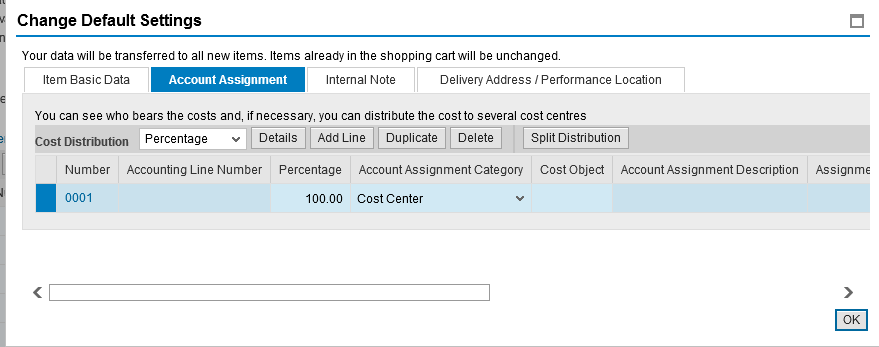 Change Default Settings
Your data will be transferred to all new items. Items already in the shopping cart will be unchanged.
Item Basic Data Account Assignment Internal Note Delivery Address / Performance Location
You can see who bears the costs and, if necessary, you can distribute the cost to several cost centres
Cost Distribution Percentage Details Add Line Duplicate Delete Split Distribution
Number Accounting Line Number Percentage Account Assignment Category Cost Object Account Assignment Description Assignme
0001 100.00 Cost Center
OK